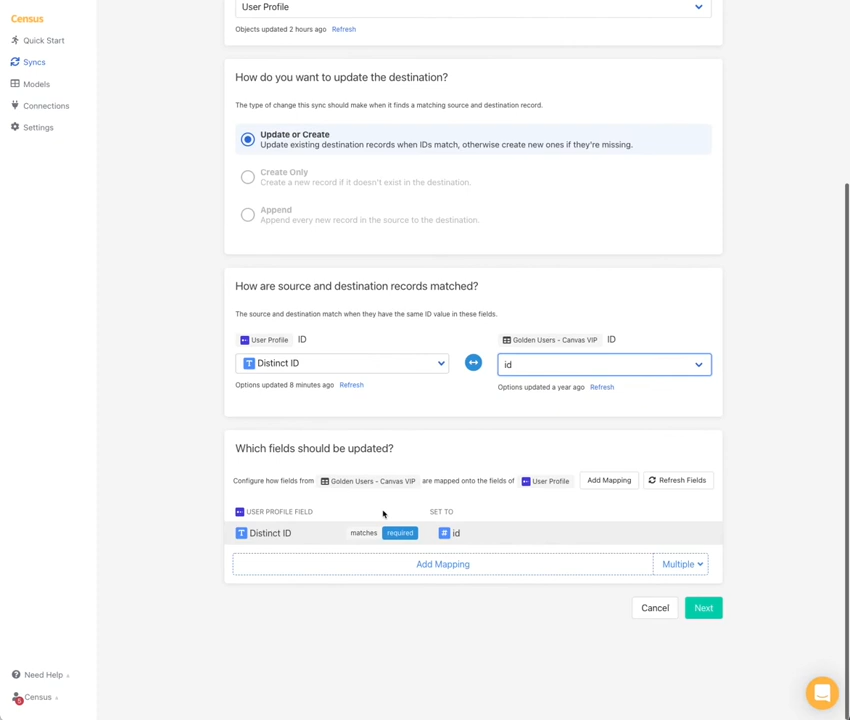 Census
Quick Start
Syncs
Models
Connections
Settings
User Profile
Objects updated 2 hours ago Refresh
How do you want to update the destination?
The type of change this sync should make when it finds a matching source and destination record.
Update or Create
Update existing destination records when IDs match, otherwise create new ones if they're missing.
Create Only
Create a new record if it doesn't exist in the destination.
Append
Append every new record in the source to the destination.
How are source and destination records matched?
The source and destination match when they have the same ID value in these fields.
User Profile ID
Golden Users - Canvas VIP ID
T Distinct ID
id
Options updated 8 minutes ago Refresh
Options updated a year ago Refresh
Which fields should be updated?
Configure how fields from Golden Users - Canvas VIP are mapped onto the fields of User Profile Add Mapping Refresh Fields
USER PROFILE FIELD SET TO
T Distinct ID matches required # id
Add Mapping Multiple
Cancel Next
Need Help
Census